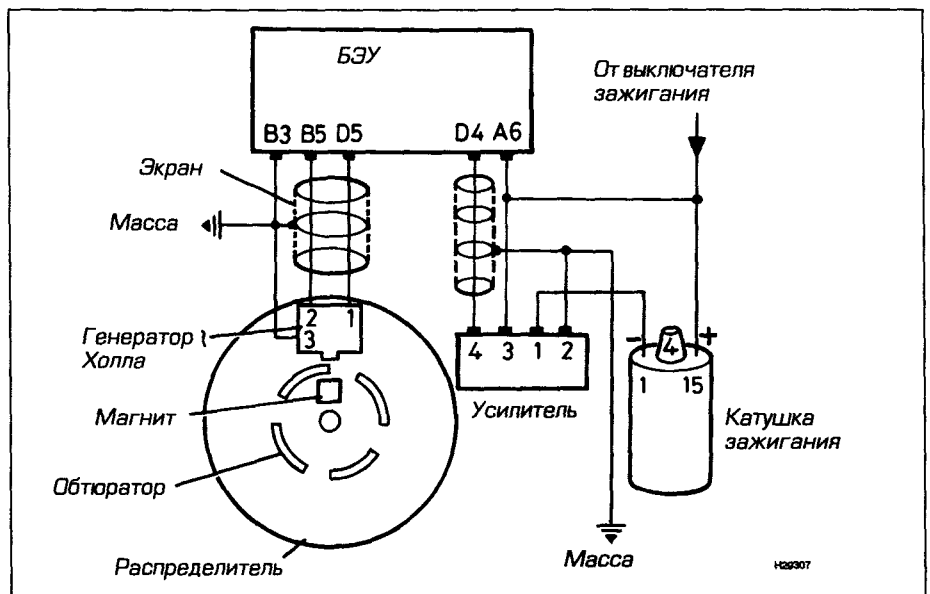 БЭУ
От выключателя
зажигания
B3 B5 D5 D4 A6
Экран
Масса
2 1
3
Генератор
Холла
4 3 1 2
- 4 +
1 15
Магнит
Усилитель
Катушка
зажигания
Обтюратор
Распределитель
Масса
H29307